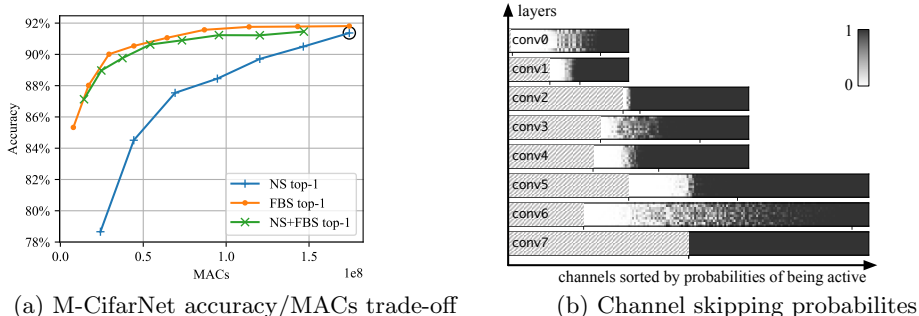 92%
90%
88%
86%
84%
82%
80%
78%
Accuracy
0.0
0.5
1.0
1.5
1e8
MACs
NS top-1
FBS top-1
NS+FBS top-1
(a) M-CifarNet accuracy/MACs trade-off
layers
conv0
conv1
conv2
conv3
conv4
conv5
conv6
conv7
1
0
channels sorted by probabilities of being active
(b) Channel skipping probabilites